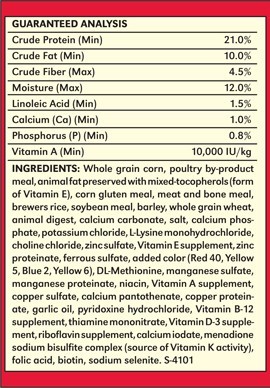 GUARANTEED ANALYSIS
Crude Protein (Min) 21.0%
Crude Fat (Min) 10.0%
Crude Fiber (Max) 4.5%
Moisture (Max) 12.0%
Linoleic Acid (Min) 1.5%
Calcium (Ca) (Min) 1.0%
Phosphorus (P) (Min) 0.8%
Vitamin A (Min) 10,000 IU/kg
INGREDIENTS: Whole grain corn, poultry by-product
meal, animal fat preserved with mixed-tocopherols (form
of Vitamin E), corn gluten meal, meat and bone meal,
brewers rice, soybean meal, barley, whole grain wheat,
animal digest, calcium carbonate, salt, calcium phos-
phate, potassium chloride, L-Lysine monohydrochloride,
choline chloride, zinc sulfate, Vitamin E supplement, zinc
proteinate, ferrous sulfate, added color (Red 40, Yellow
5, Blue 2, Yellow 6), DL-Methionine, manganese sulfate,
manganese proteinate, niacin, Vitamin A supplement,
copper sulfate, calcium pantothenate, copper protein-
ate, garlic oil, pyridoxine hydrochloride, Vitamin B-12
supplement, thiamine mononitrate, Vitamin D-3 supple-
ment, riboflavin supplement, calcium iodate, menadione
sodium bisulfite complex (source of Vitamin K activity),
folic acid, biotin, sodium selenite. S-4101